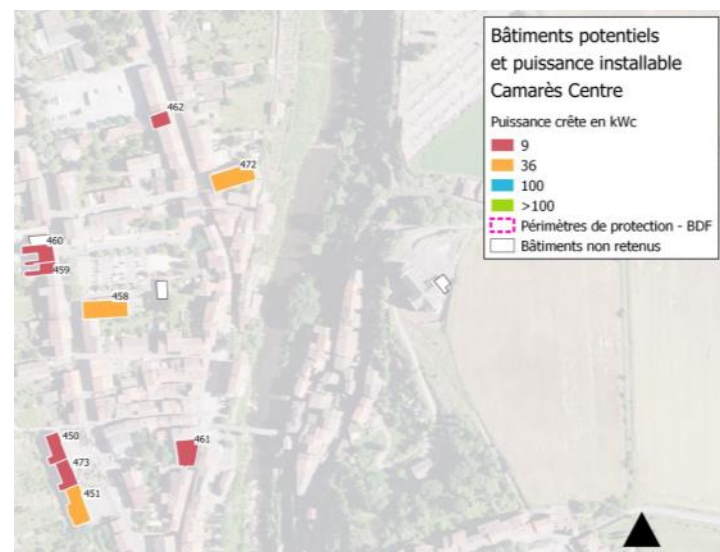 Bâtiments potentiels
et puissance installable
Camarès Centre
Puissance crête en kWc
9
36
100
>100
Périmètres de protection - BDF
Bâtiments non retenus
462
472
460
459
458
450
461
473
451